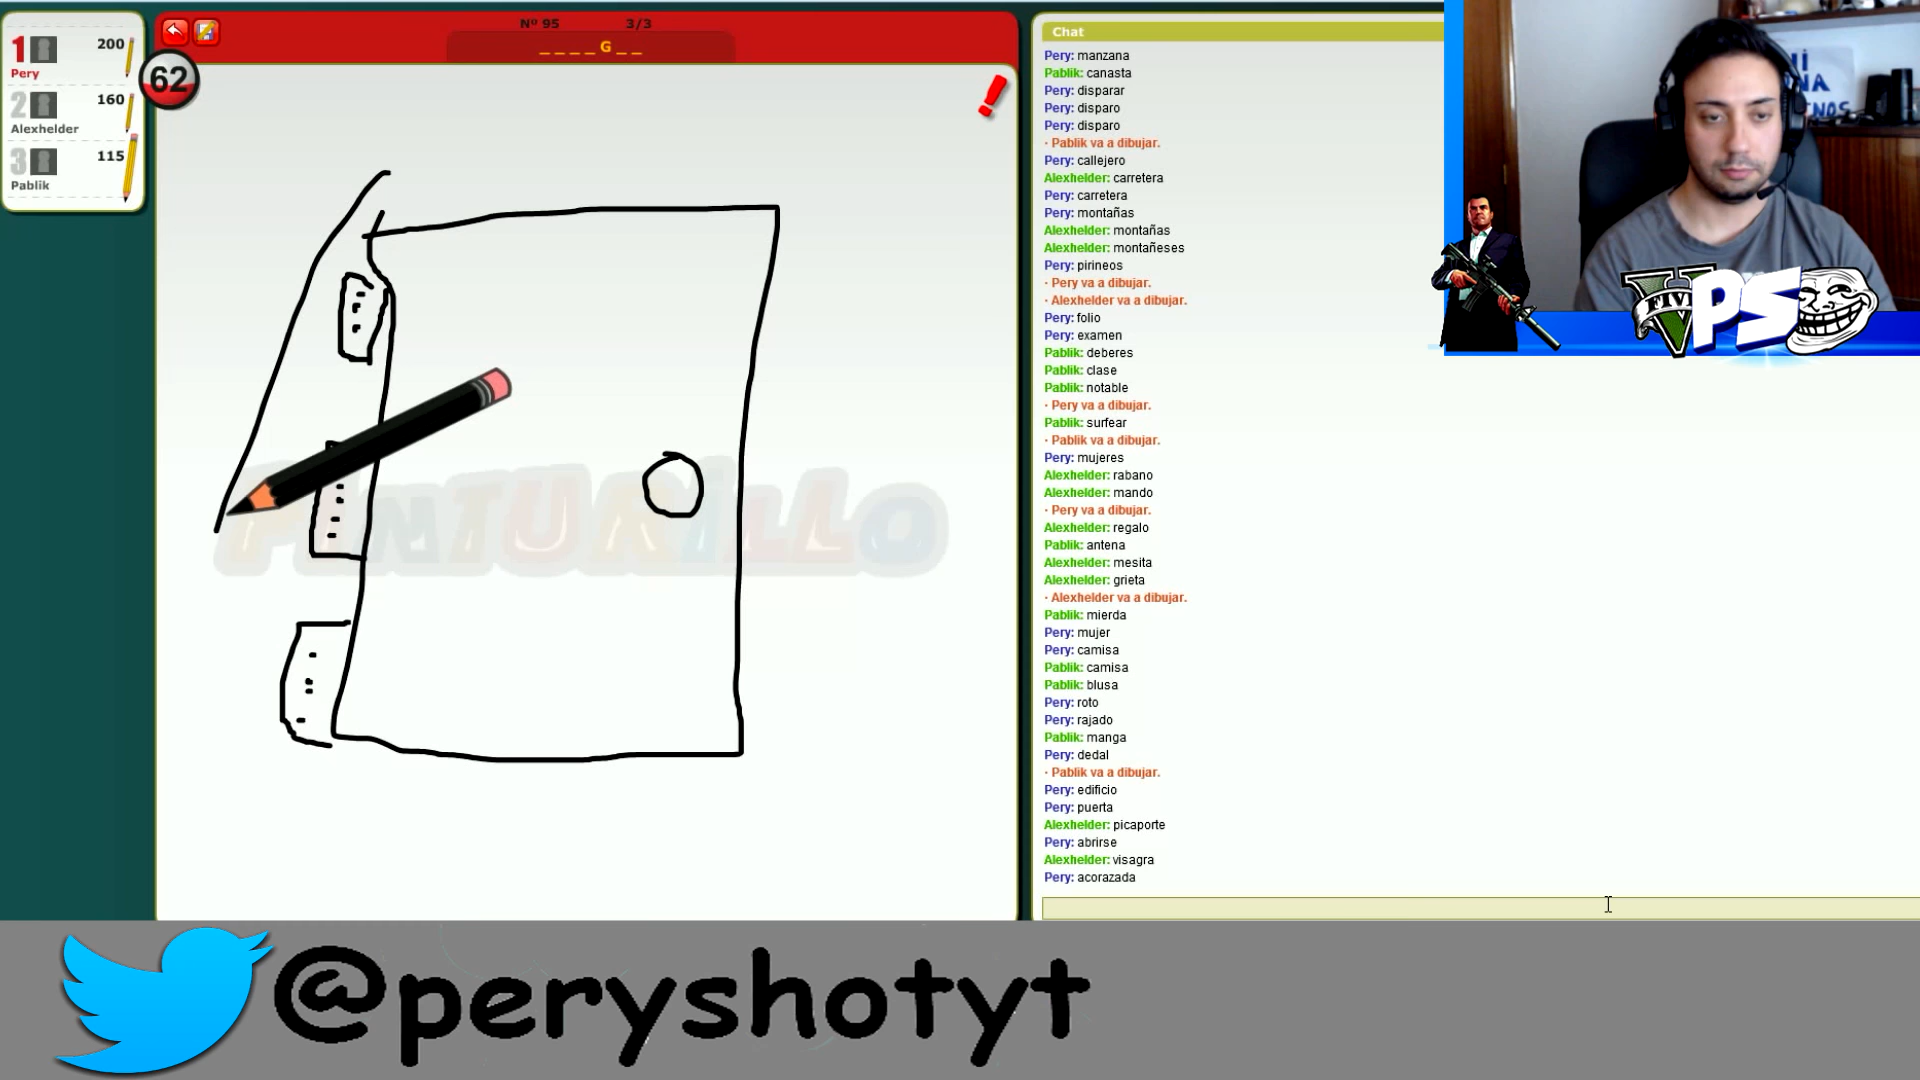 1
Pery
200
2
Alexhelder
160
3
Pablik
115
62
Nº 95
3/3
_ _ _ _ G _ _
PINTURILLO
Chat
Pery: manzana
Pablik: canasta
Pery: disparar
Pery: disparo
Pery: disparo
· Pablik va a dibujar.
Pery: callejero
Alexhelder: carretera
Pery: carretera
Pery: montañas
Alexhelder: montañas
Alexhelder: montañeses
Pery: pirineos
· Pery va a dibujar.
· Alexhelder va a dibujar.
Pery: folio
Pery: examen
Pablik: deberes
Pablik: clase
Pablik: notable
· Pery va a dibujar.
Pablik: surfear
· Pablik va a dibujar.
Pery: mujeres
Alexhelder: rabano
Alexhelder: mando
· Pery va a dibujar.
Alexhelder: regalo
Pablik: antena
Alexhelder: mesita
Alexhelder: grieta
· Alexhelder va a dibujar.
Pablik: mierda
Pery: mujer
Pery: camisa
Pablik: camisa
Pablik: blusa
Pery: roto
Pery: rajado
Pablik: manga
Pery: dedal
· Pablik va a dibujar.
Pery: edificio
Pery: puerta
Alexhelder: picaporte
Pery: abrirse
Alexhelder: visagra
Pery: acorazada
V
FIVE
PS
@peryshotyt